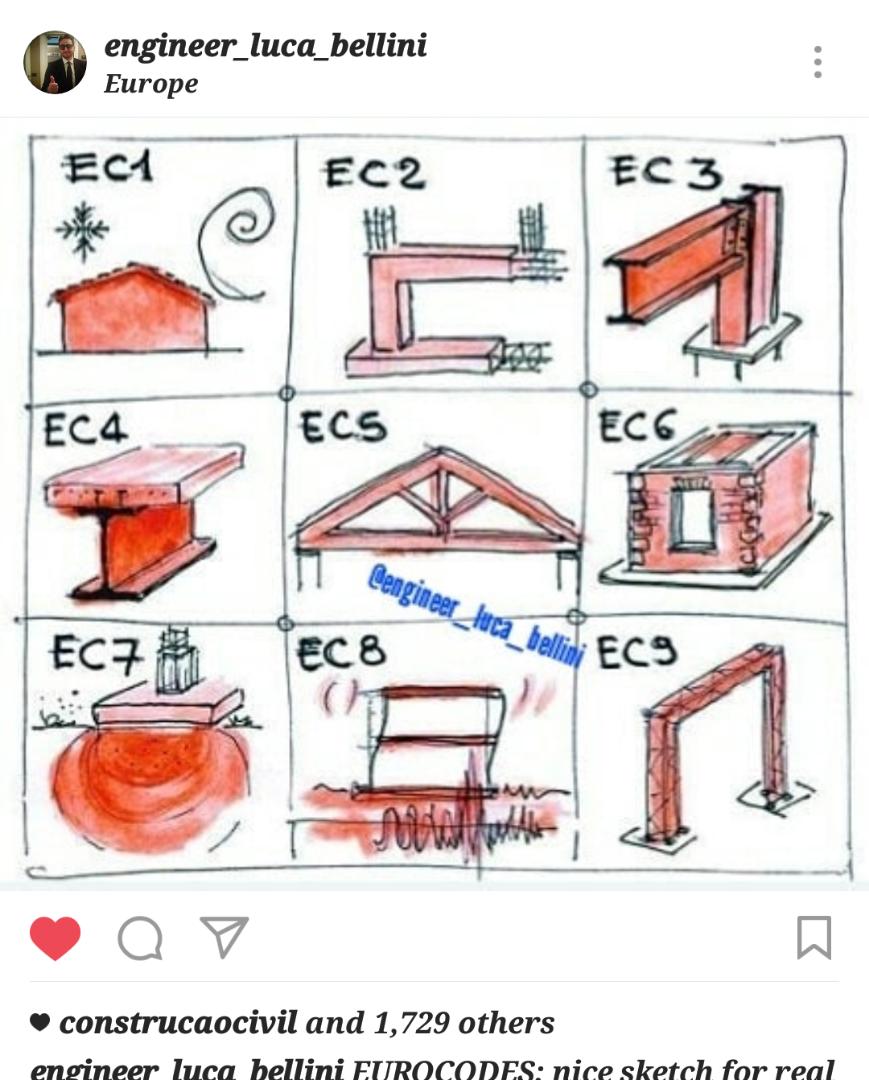 engineer_luca_bellini
Europe
EC1
EC2
EC3
EC4
EC5
EC6
@engineer_luca_bellini
EC7
EC8
EC9
construcaocivil and 1,729 others
engineer_luca_bellini EUROCODES: nice sketch for real